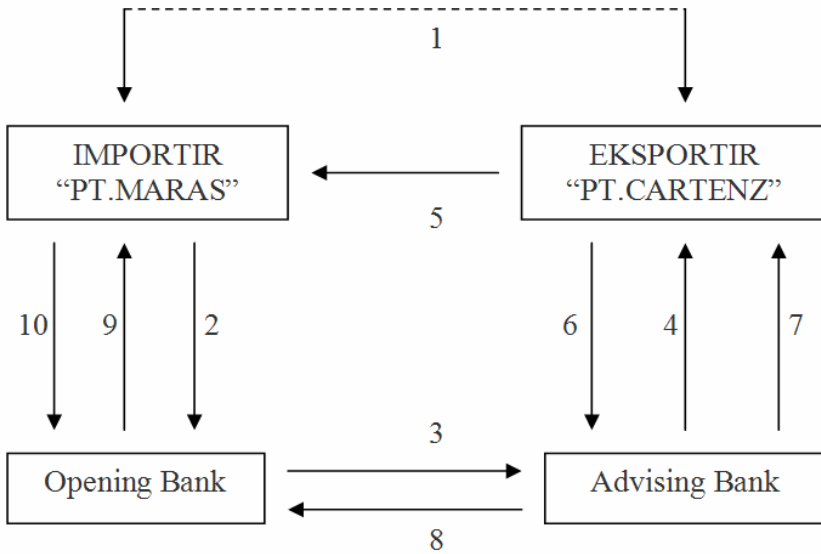 1
IMPORTIR
“PT.MARAS”
EKSPORTIR
“PT.CARTENZ”
5
10
9
2
6
4
7
3
Opening Bank
Advising Bank
8